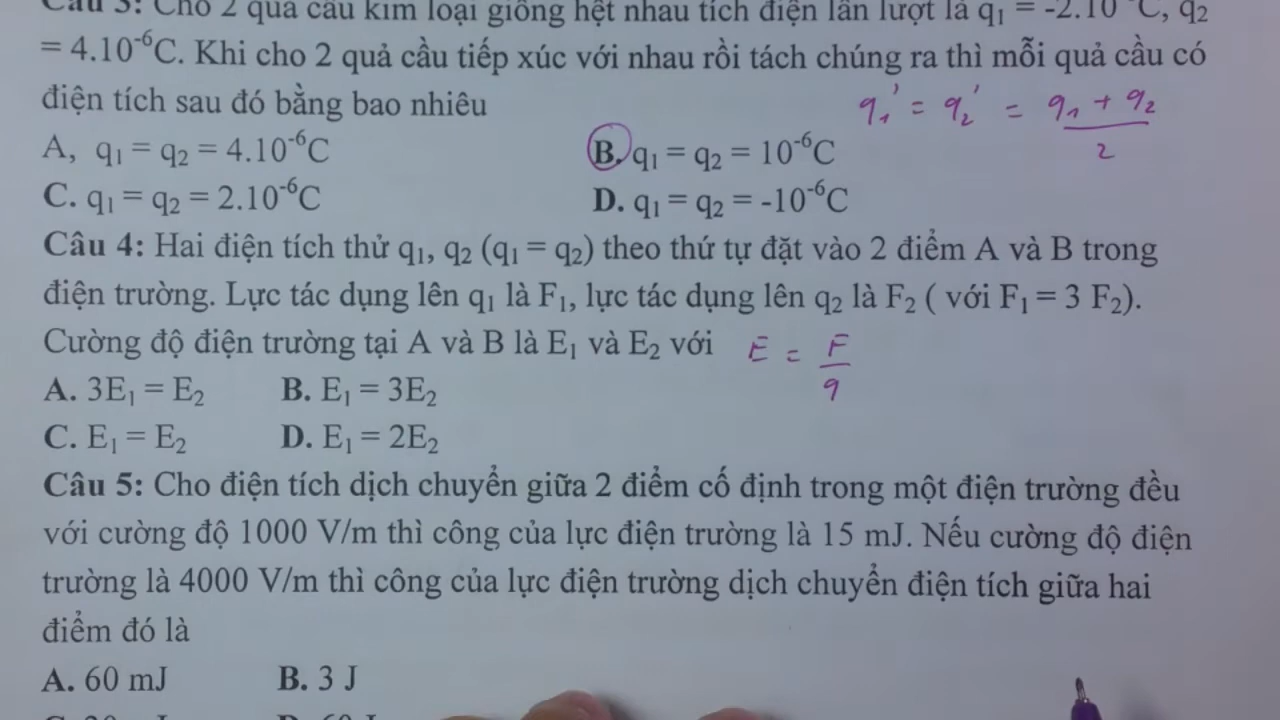 Câu 3: Cho 2 quả cầu kim loại giống hệt nhau tích điện lần lượt là q₁ = -2.10⁻⁶C, q₂
= 4.10⁻⁶C. Khi cho 2 quả cầu tiếp xúc với nhau rồi tách chúng ra thì mỗi quả cầu có
điện tích sau đó bằng bao nhiêu
q₁' = q₂' = (q₁ + q₂)/2
A, q₁ = q₂ = 4.10⁻⁶C B. q₁ = q₂ = 10⁻⁶C
C. q₁ = q₂ = 2.10⁻⁶C D. q₁ = q₂ = -10⁻⁶C
Câu 4: Hai điện tích thử q₁, q₂ (q₁ = q₂) theo thứ tự đặt vào 2 điểm A và B trong
điện trường. Lực tác dụng lên q₁ là F₁, lực tác dụng lên q₂ là F₂ ( với F₁ = 3 F₂).
Cường độ điện trường tại A và B là E₁ và E₂ với E = F/q
A. 3E₁ = E₂ B. E₁ = 3E₂
C. E₁ = E₂ D. E₁ = 2E₂
Câu 5: Cho điện tích dịch chuyển giữa 2 điểm cố định trong một điện trường đều
với cường độ 1000 V/m thì công của lực điện trường là 15 mJ. Nếu cường độ điện
trường là 4000 V/m thì công của lực điện trường dịch chuyển điện tích giữa hai
điểm đó là
A. 60 mJ B. 3 J